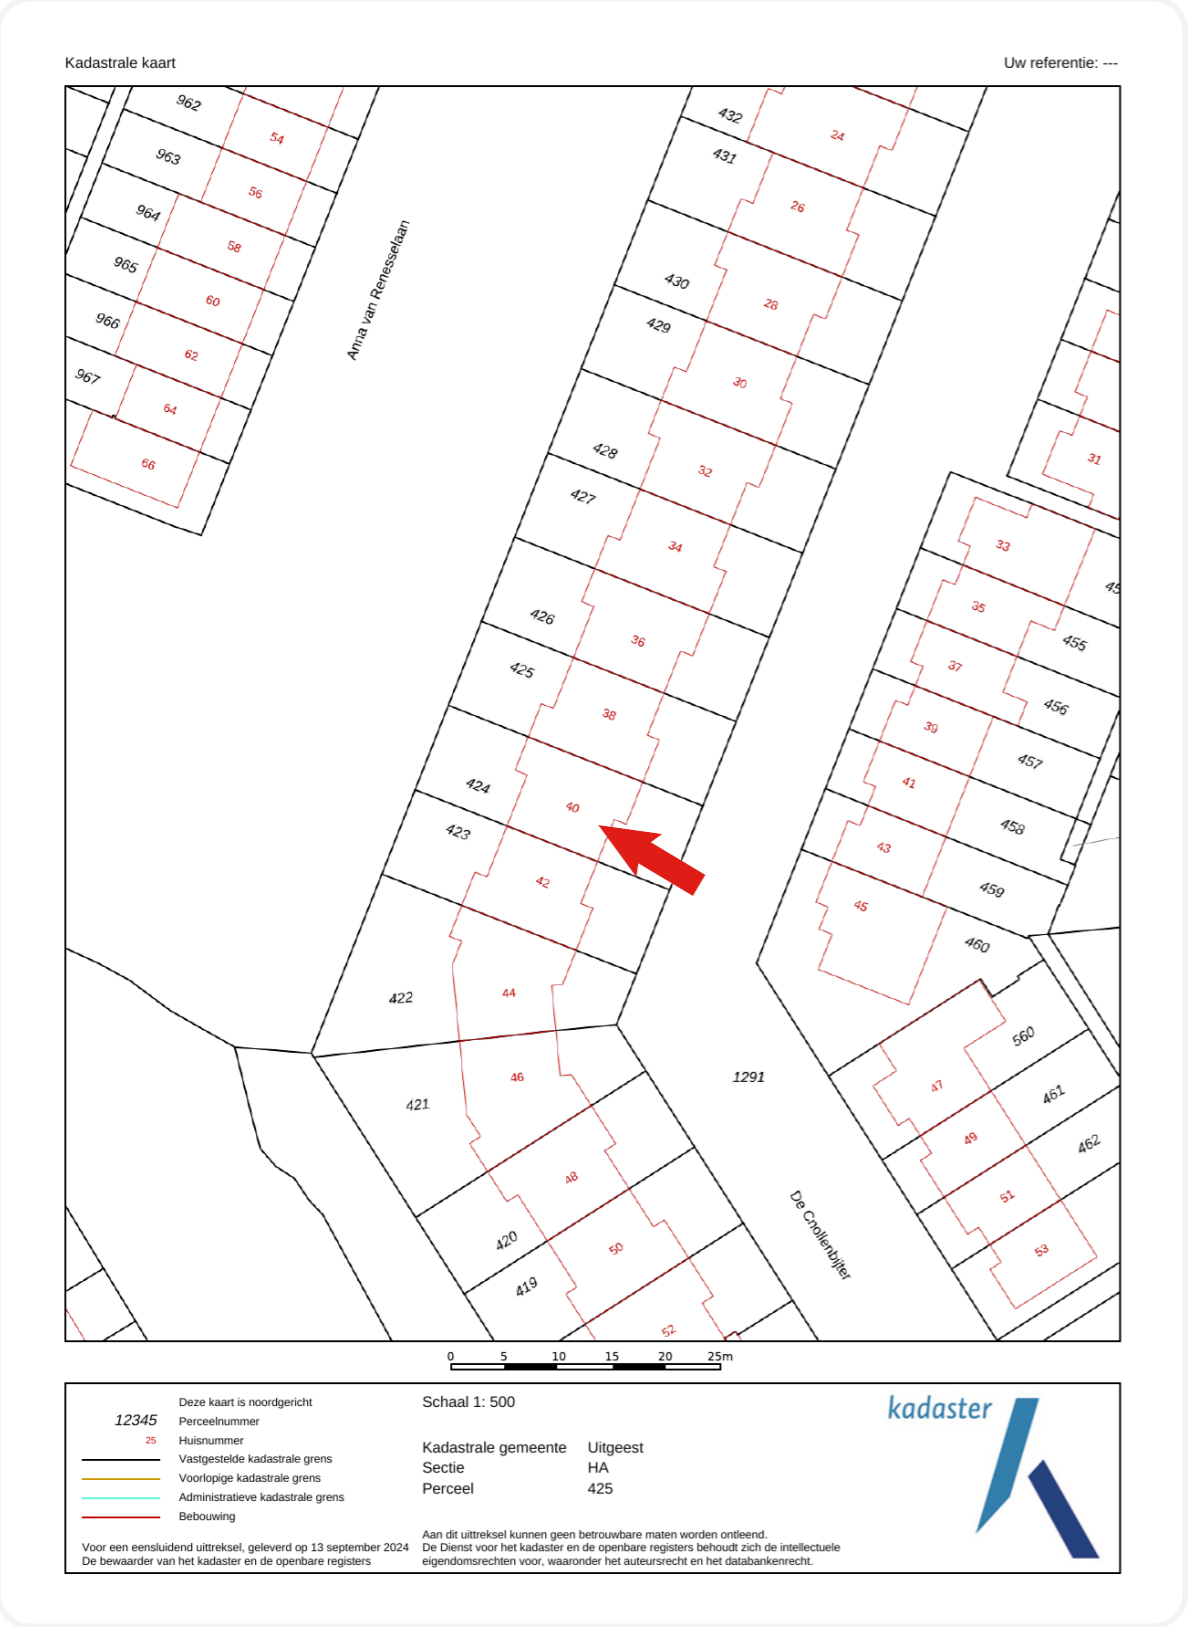 Kadastrale kaart
Uw referentie: ---
962
54
963
56
964
58
965
60
966
62
967
64
66
Anna van Renesselaan
432
24
431
26
430
28
429
30
428
32
427
34
426
36
425
38
424
40
423
42
422
44
421
46
420
48
419
50
52
31
33
35
455
37
456
39
457
41
458
43
459
45
460
1291
560
47
461
49
462
51
53
De Cnollenbijter
0 5 10 15 20 25m
Deze kaart is noordgericht
12345 Perceelnummer
25 Huisnummer
Vastgestelde kadastrale grens
Voorlopige kadastrale grens
Administratieve kadastrale grens
Bebouwing
Voor een eensluidend uittreksel, geleverd op 13 september 2024
De bewaarder van het kadaster en de openbare registers
Schaal 1: 500
Kadastrale gemeente Uitgeest
Sectie HA
Perceel 425
Aan dit uittreksel kunnen geen betrouwbare maten worden ontleend.
De Dienst voor het kadaster en de openbare registers behoudt zich de intellectuele
eigendomsrechten voor, waaronder het auteursrecht en het databankenrecht.
kadaster